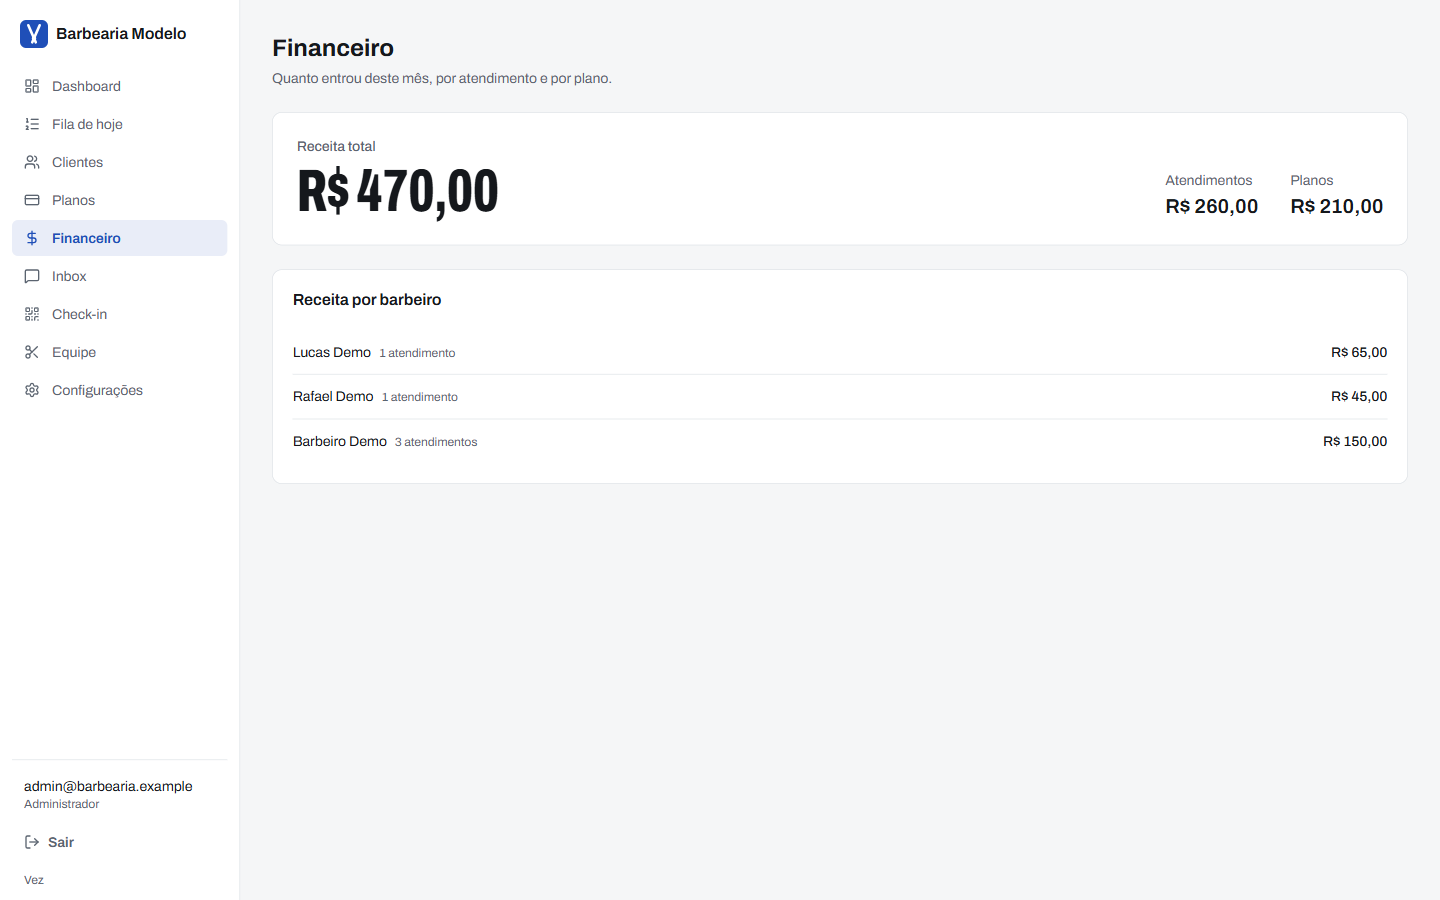 Barbearia Modelo
Dashboard
Fila de hoje
Clientes
Planos
Financeiro
Inbox
Check-in
Equipe
Configurações
admin@barbearia.example
Administrador
Sair
Vez
Financeiro
Quanto entrou deste mês, por atendimento e por plano.
Receita total
R$ 470,00
Atendimentos
R$ 260,00
Planos
R$ 210,00
Receita por barbeiro
Lucas Demo 1 atendimento R$ 65,00
Rafael Demo 1 atendimento R$ 45,00
Barbeiro Demo 3 atendimentos R$ 150,00